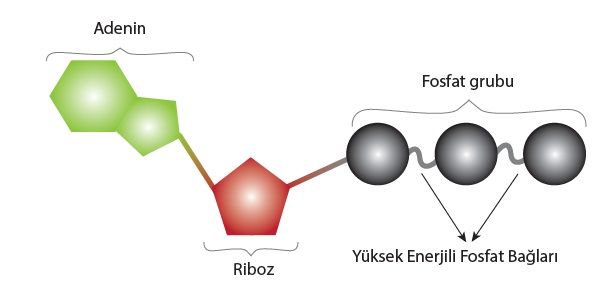 Adenin
Fosfat grubu
Yüksek Enerjili Fosfat Bağları
Riboz